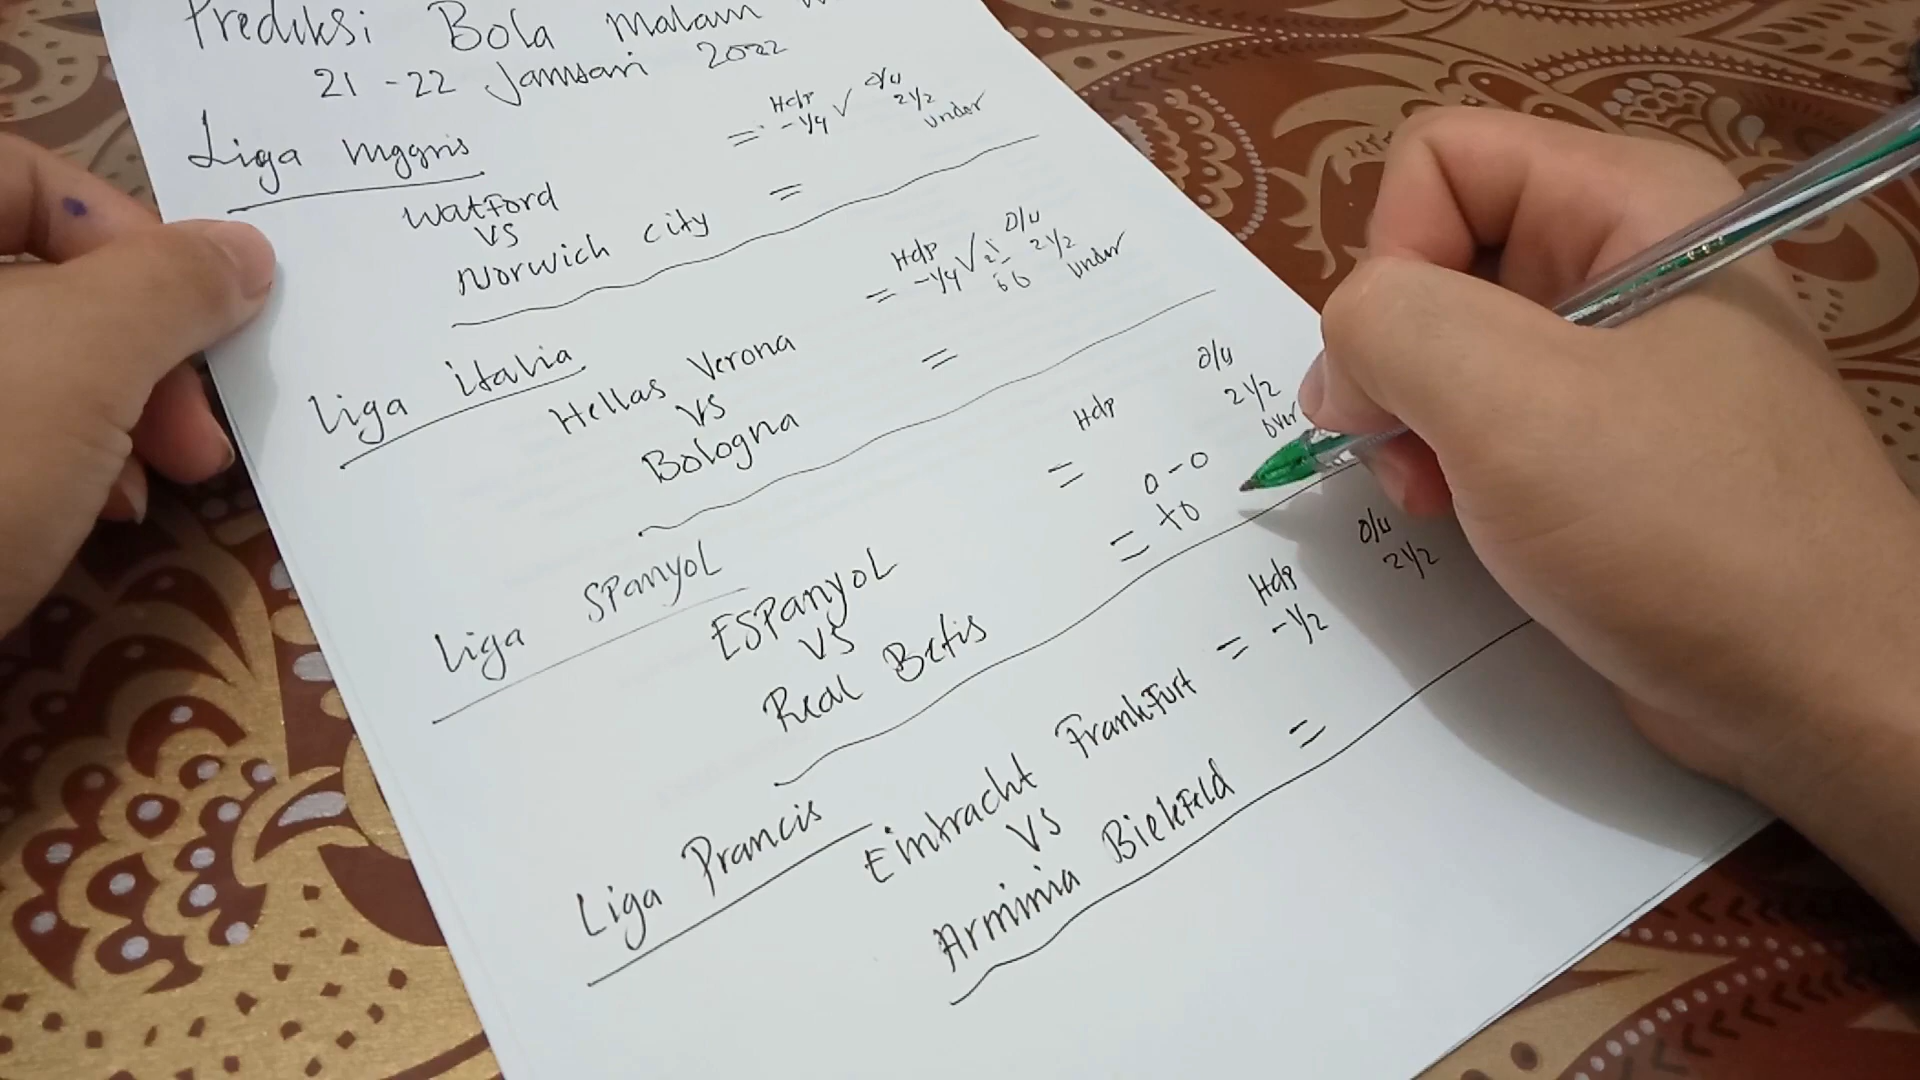 Prediksi Bola Malam
21 - 22 Januari 2022
Liga Inggris
Hdp O/U
= -1/4 √ 2 1/2
under
Watford
VS
Norwich city =
Liga italia
Hdp O/U
= -1/4 √ 2 1/2
under
Hellas Verona
VS
Bologna =
Liga SPanyoL
Hdp O/U
2 1/2
over
ESPanyoL =
0-0
VS
Real Betis =
Liga Prancis
Hdp O/U
-1/2 2 1/2
Eintracht Frankfurt =
VS
Arminia Bielefeld =